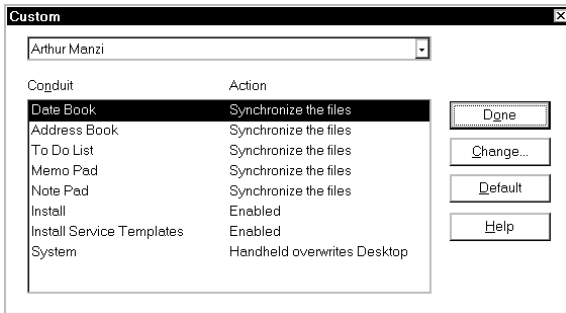 Custom
Arthur Manzi
Conduit Action
Date Book Synchronize the files
Address Book Synchronize the files
To Do List Synchronize the files
Memo Pad Synchronize the files
Note Pad Synchronize the files
Install Enabled
Install Service Templates Enabled
System Handheld overwrites Desktop
Done
Change...
Default
Help